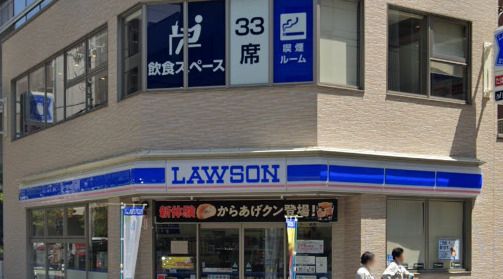 飲食スペース
33
席
喫煙
ルーム
LAWSON
新体験 からあげクン登場!